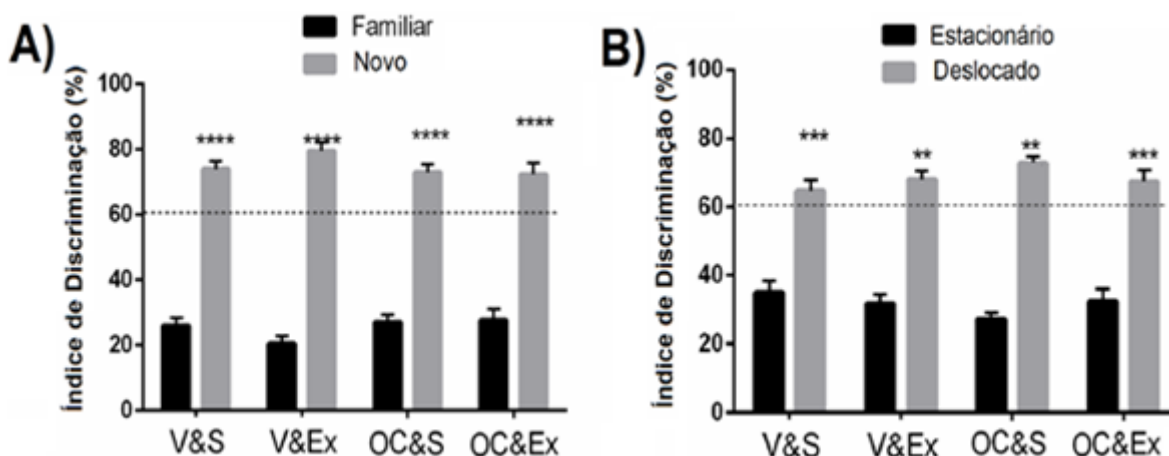 A)
Familiar
Novo
Índice de Discriminação (%)
100
80
60
40
20
0
****
****
****
****
V&S
V&Ex
OC&S
OC&Ex
B)
Estacionário
Deslocado
Índice de Discriminação (%)
100
80
60
40
20
0
***
**
**
***
V&S
V&Ex
OC&S
OC&Ex